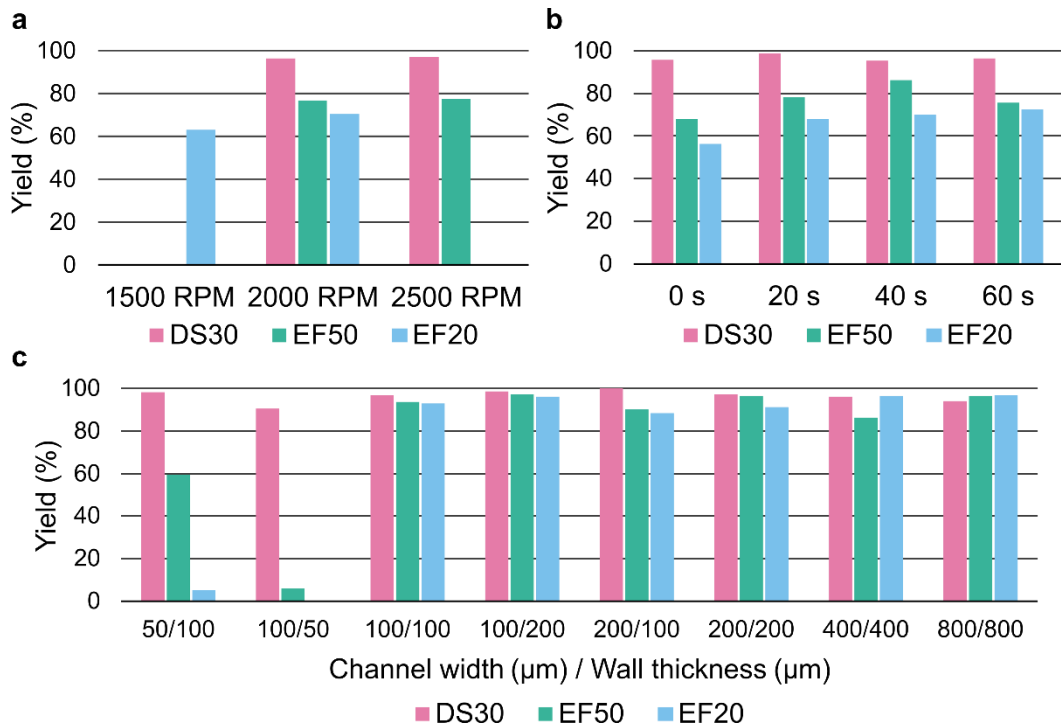 a
Yield (%)
100
80
60
40
20
0
1500 RPM 2000 RPM 2500 RPM
DS30 EF50 EF20
b
Yield (%)
100
80
60
40
20
0
0 s 20 s 40 s 60 s
DS30 EF50 EF20
c
Yield (%)
100
80
60
40
20
0
50/100 100/50 100/100 100/200 200/100 200/200 400/400 800/800
Channel width (µm) / Wall thickness (µm)
DS30 EF50 EF20